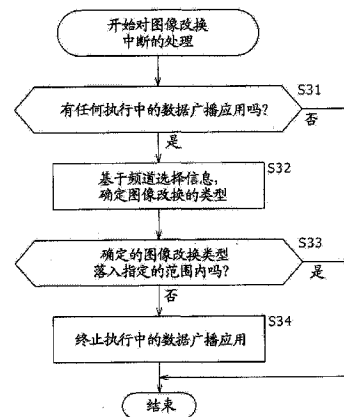 开始对图像改换
中断的处理
S31
有任何执行中的数据广播应用吗?
否
是
S32
基于频道选择信息,
确定图像改换的类型
S33
确定的图像改换类型
落入指定的范围内吗?
是
否
S34
终止执行中的数据广播应用
结束